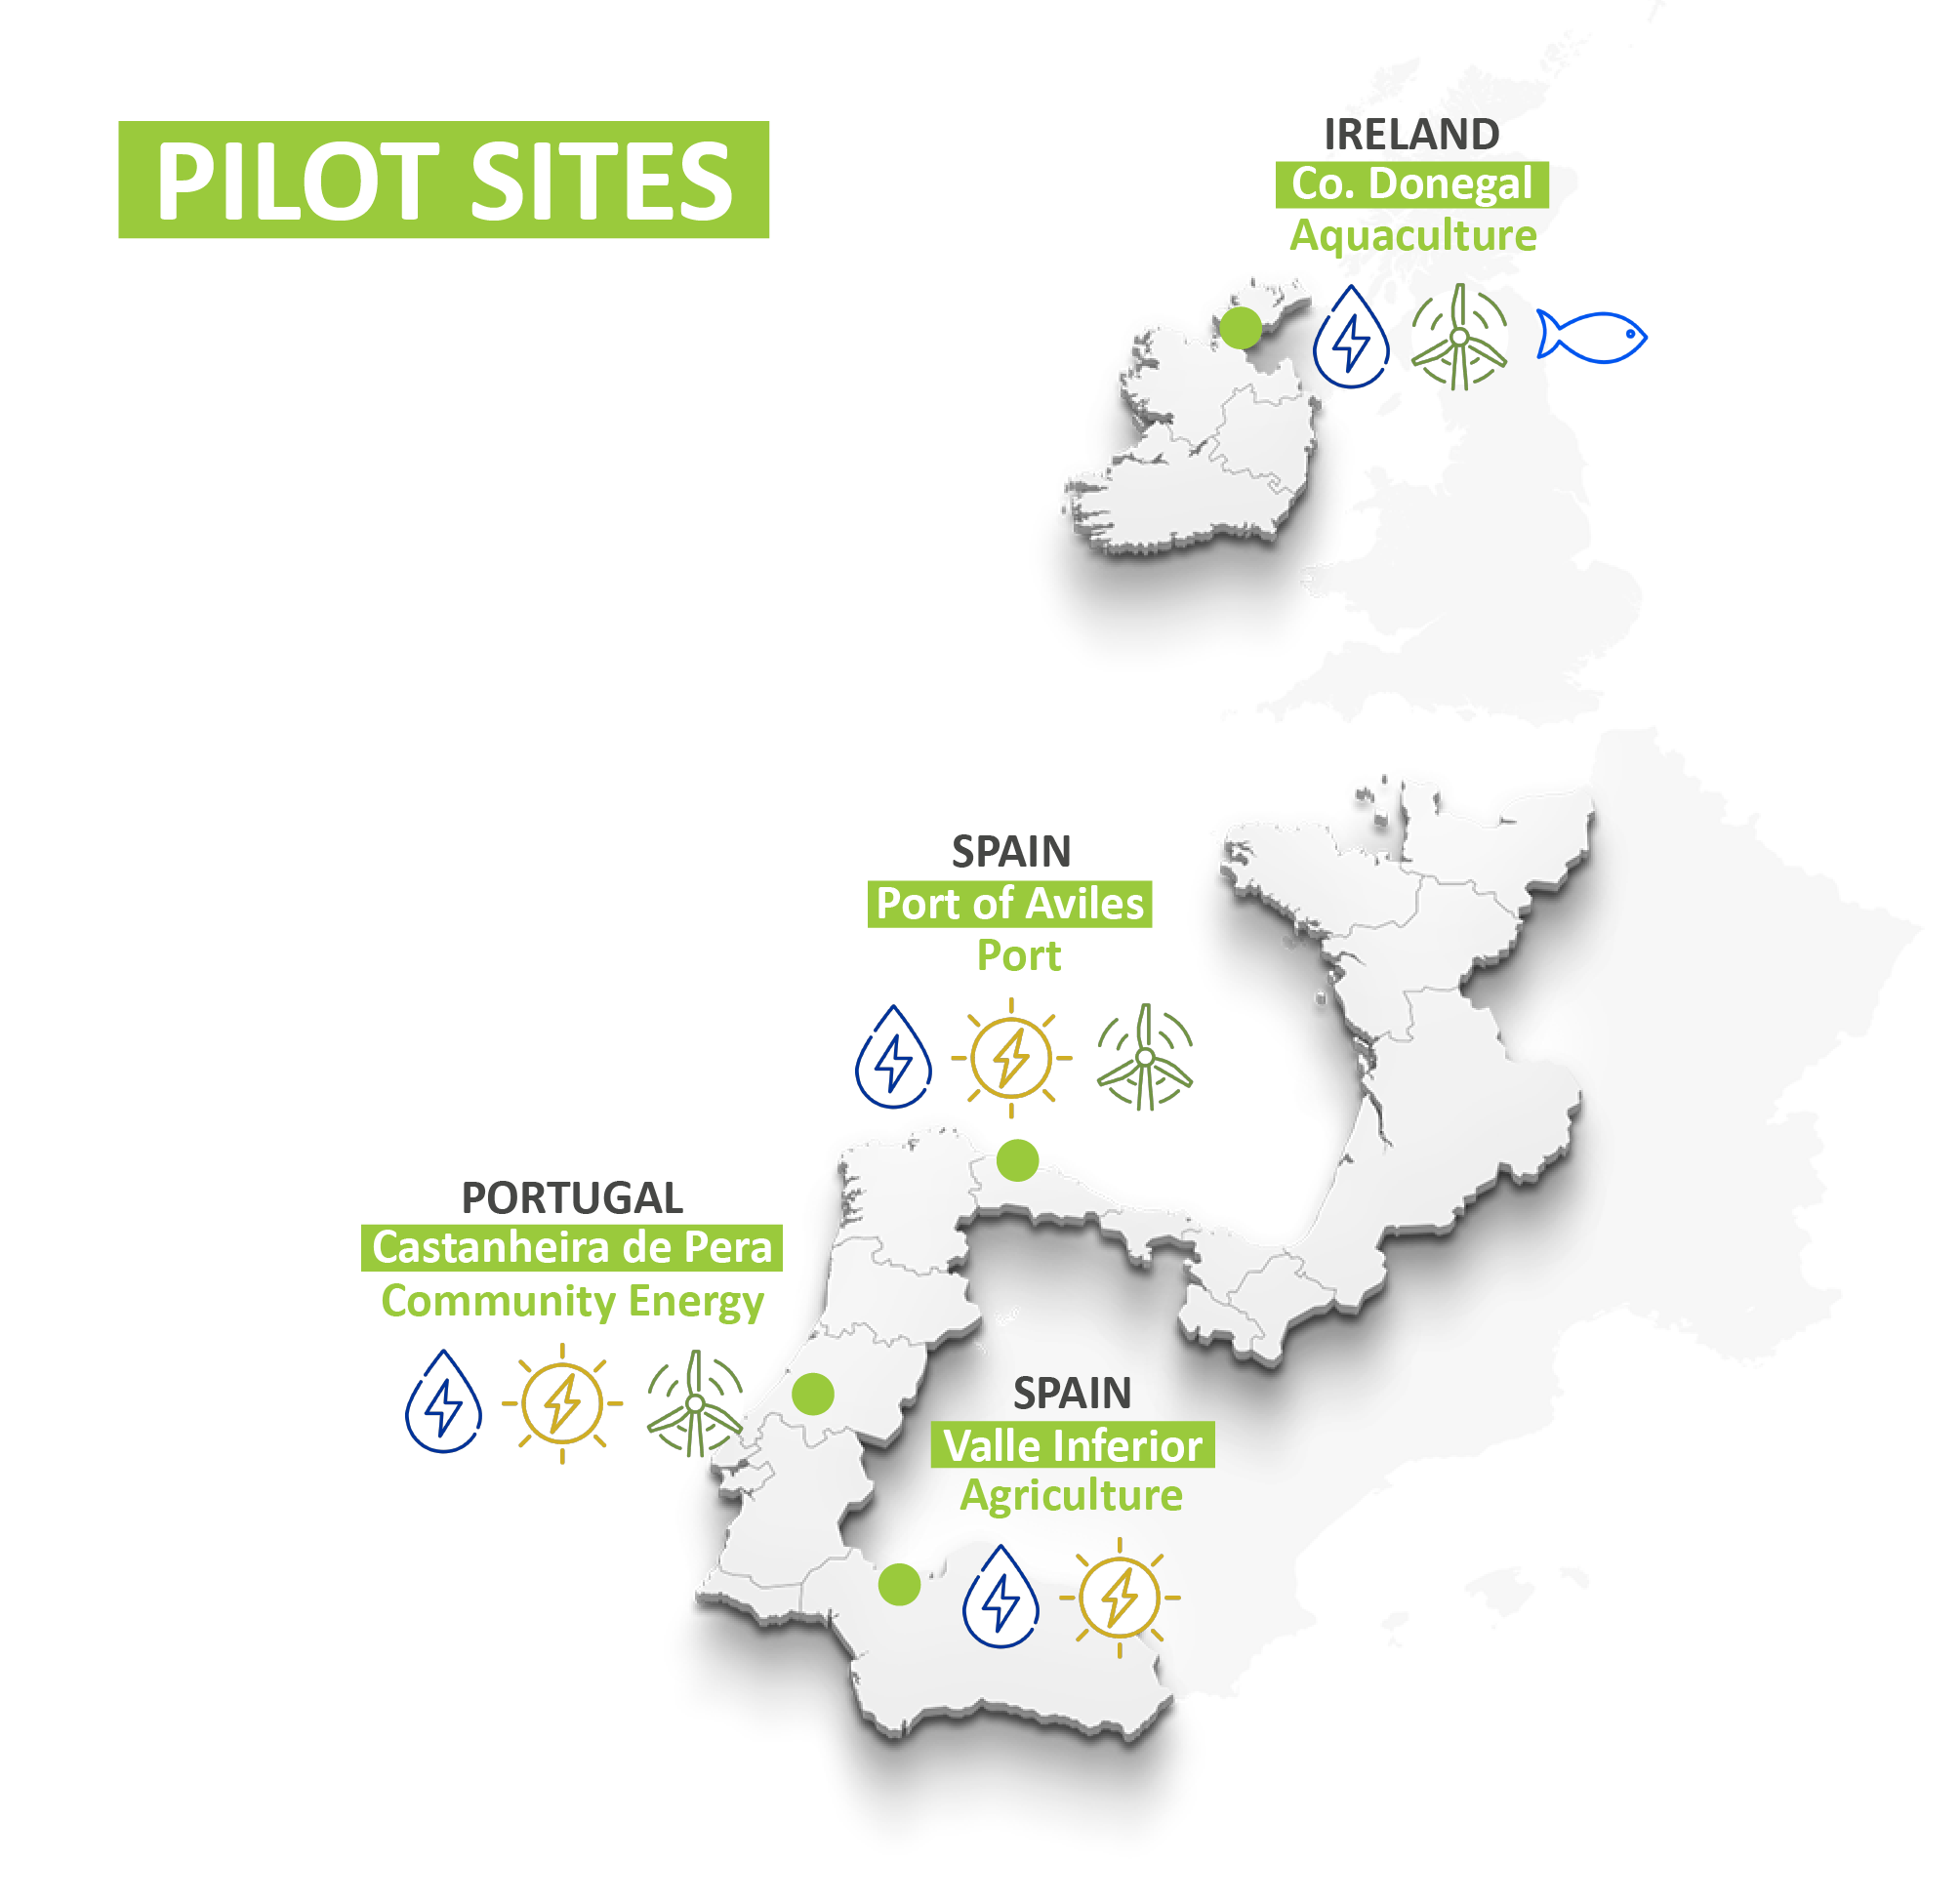 PILOT SITES
IRELAND
Co. Donegal
Aquaculture
SPAIN
Port of Aviles
Port
PORTUGAL
Castanheira de Pera
Community Energy
SPAIN
Valle Inferior
Agriculture